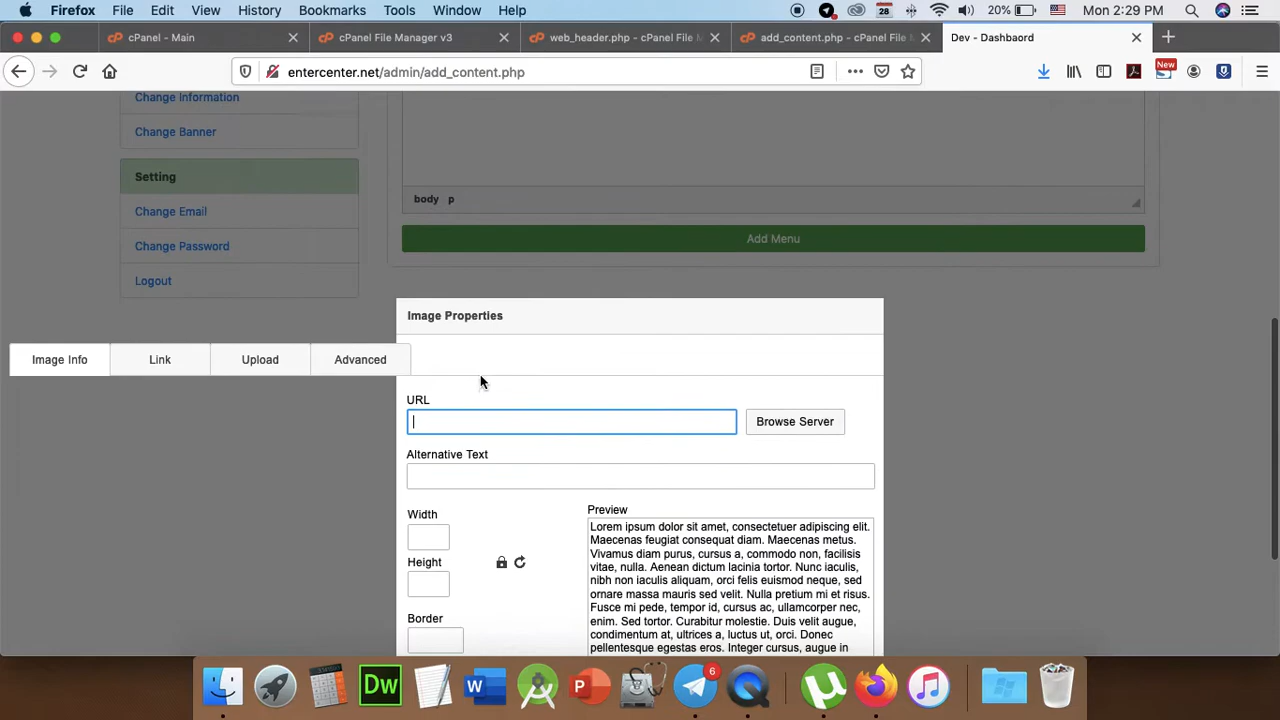 Firefox File Edit View History Bookmarks Tools Window Help 28 20% Mon 2:29 PM
cPanel - Main
cPanel File Manager v3
web_header.php - cPanel File M
add_content.php - cPanel File M
Dev - Dashbaord
entercenter.net/admin/add_content.php
New
Change Information
Change Banner
Setting
Change Email
Change Password
Logout
body p
Add Menu
Image Properties
Image Info
Link
Upload
Advanced
URL
Browse Server
Alternative Text
Width
Height
Border
Preview
Lorem ipsum dolor sit amet, consectetuer adipiscing elit.
Maecenas feugiat consequat diam. Maecenas metus.
Vivamus diam purus, cursus a, commodo non, facilisis
vitae, nulla. Aenean dictum lacinia tortor. Nunc iaculis,
nibh non iaculis aliquam, orci felis euismod neque, sed
ornare massa mauris sed velit. Nulla pretium mi et risus.
Fusce mi pede, tempor id, cursus ac, ullamcorper nec,
enim. Sed tortor. Curabitur molestie. Duis velit augue,
condimentum at, ultrices a, luctus ut, orci. Donec
pellentesque egestas eros. Integer cursus, augue in
Dw
W
P
6